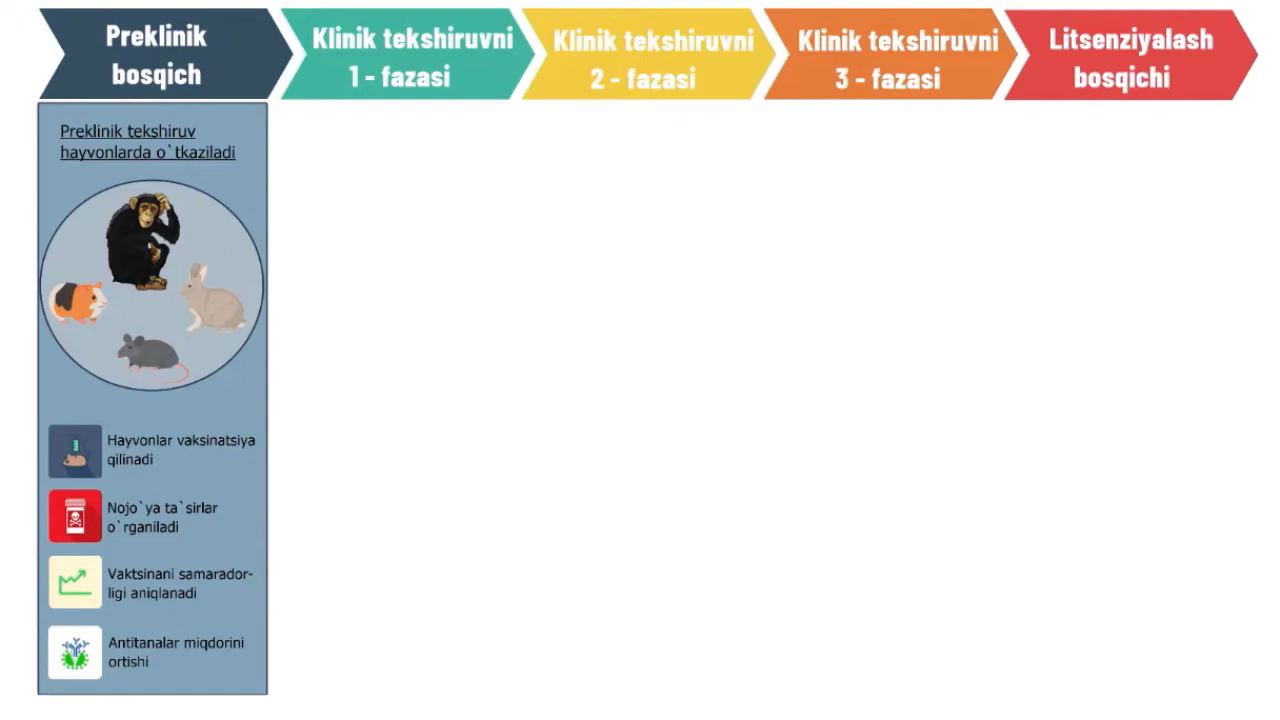 Preklinik
bosqich
Klinik tekshiruvni
1 - fazasi
Klinik tekshiruvni
2 - fazasi
Klinik tekshiruvni
3 - fazasi
Litsenziyalash
bosqichi
Preklinik tekshiruv
hayvonlarda o`tkaziladi
Hayvonlar vaksinatsiya
qilinadi
Nojo`ya ta`sirlar
o`rganiladi
Vaktsinani samarador-
ligi aniqlanadi
Antitanalar miqdorini
ortishi